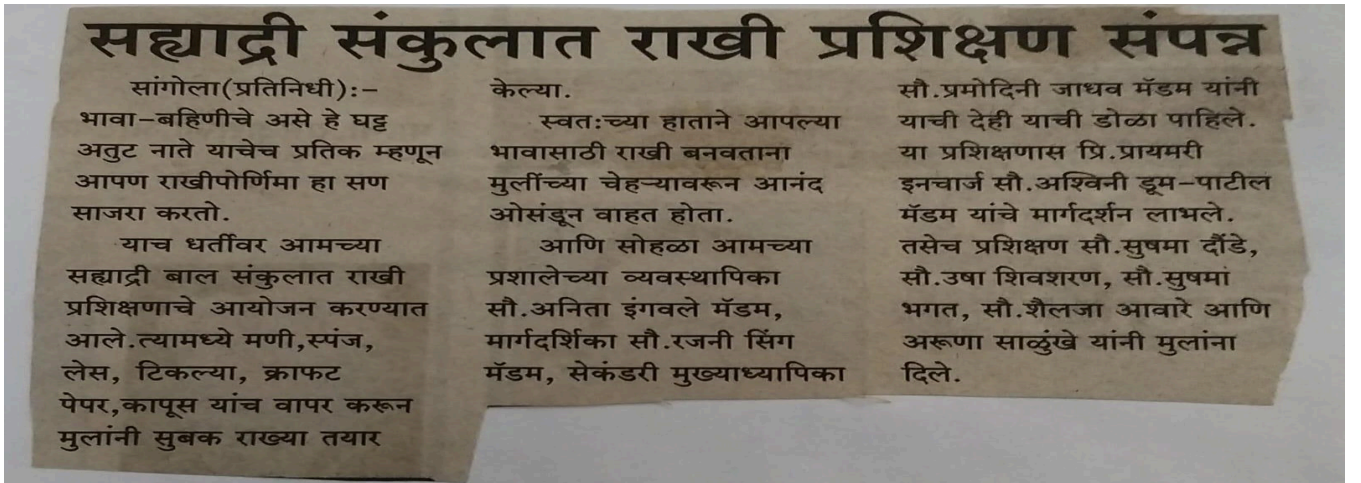 सह्याद्री संकुलात राखी प्रशिक्षण संपन्न
सांगोला(प्रतिनिधी):-
भावा-बहिणीचे असे हे घट्ट
अतुट नाते याचेच प्रतिक म्हणून
आपण राखीपोर्णिमा हा सण
साजरा करतो.
याच धर्तीवर आमच्या
सह्याद्री बाल संकुलात राखी
प्रशिक्षणाचे आयोजन करण्यात
आले.त्यामध्ये मणी,स्पंज,
लेस, टिकल्या, क्राफट
पेपर,कापूस यांच वापर करून
मुलांनी सुबक राख्या तयार
केल्या.
स्वतःच्या हाताने आपल्या
भावासाठी राखी बनवताना
मुलींच्या चेहऱ्यावरून आनंद
ओसंडून वाहत होता.
आणि सोहळा आमच्या
प्रशालेच्या व्यवस्थापिका
सौ.अनिता इंगवले मॅडम,
मार्गदर्शिका सौ.रजनी सिंग
मॅडम, सेकंडरी मुख्याध्यापिका
सौ.प्रमोदिनी जाधव मॅडम यांनी
याची देही याची डोळा पाहिले.
या प्रशिक्षणास प्रि.प्रायमरी
इनचार्ज सौ.अश्विनी डूम-पाटील
मॅडम यांचे मार्गदर्शन लाभले.
तसेच प्रशिक्षण सौ.सुषमा दौंडे,
सौ.उषा शिवशरण, सौ.सुषमां
भगत, सौ.शैलजा आवारे आणि
अरूणा साळुंखे यांनी मुलांना
दिले.